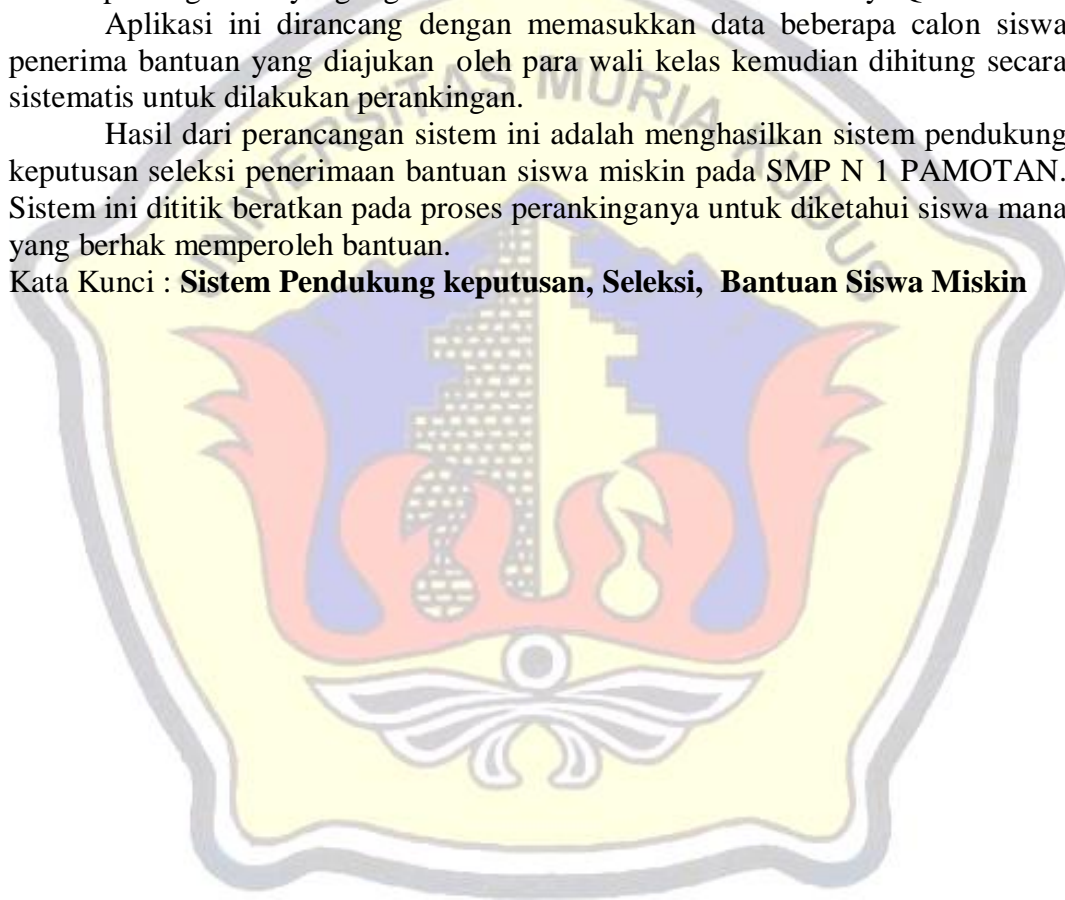 Aplikasi ini dirancang dengan memasukkan data beberapa calon siswa
penerima bantuan yang diajukan oleh para wali kelas kemudian dihitung secara
sistematis untuk dilakukan perankingan.
Hasil dari perancangan sistem ini adalah menghasilkan sistem pendukung
keputusan seleksi penerimaan bantuan siswa miskin pada SMP N 1 PAMOTAN.
Sistem ini dititik beratkan pada proses perankinganya untuk diketahui siswa mana
yang berhak memperoleh bantuan.
Kata Kunci : Sistem Pendukung keputusan, Seleksi, Bantuan Siswa Miskin
UNIVERSITAS MURIA KUDUS